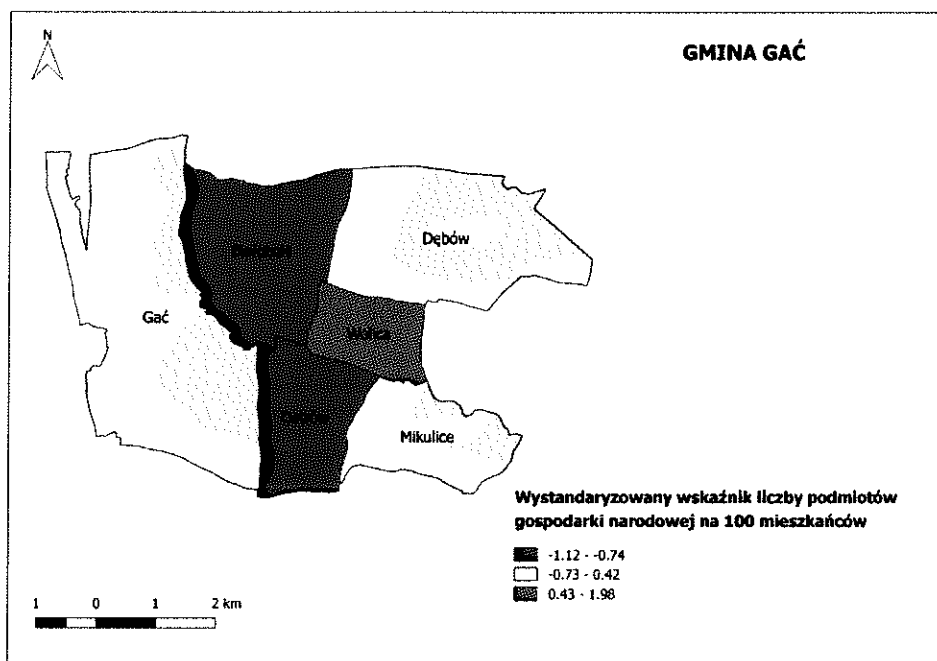 N
GMINA GAĆ
Dębów
Gać
Wolica
Mikulice
Wystandaryzowany wskaźnik liczby podmiotów
gospodarki narodowej na 100 mieszkańców
-1.12 - -0.74
-0.73 - 0.42
0.43 - 1.98
1 0 1 2 km